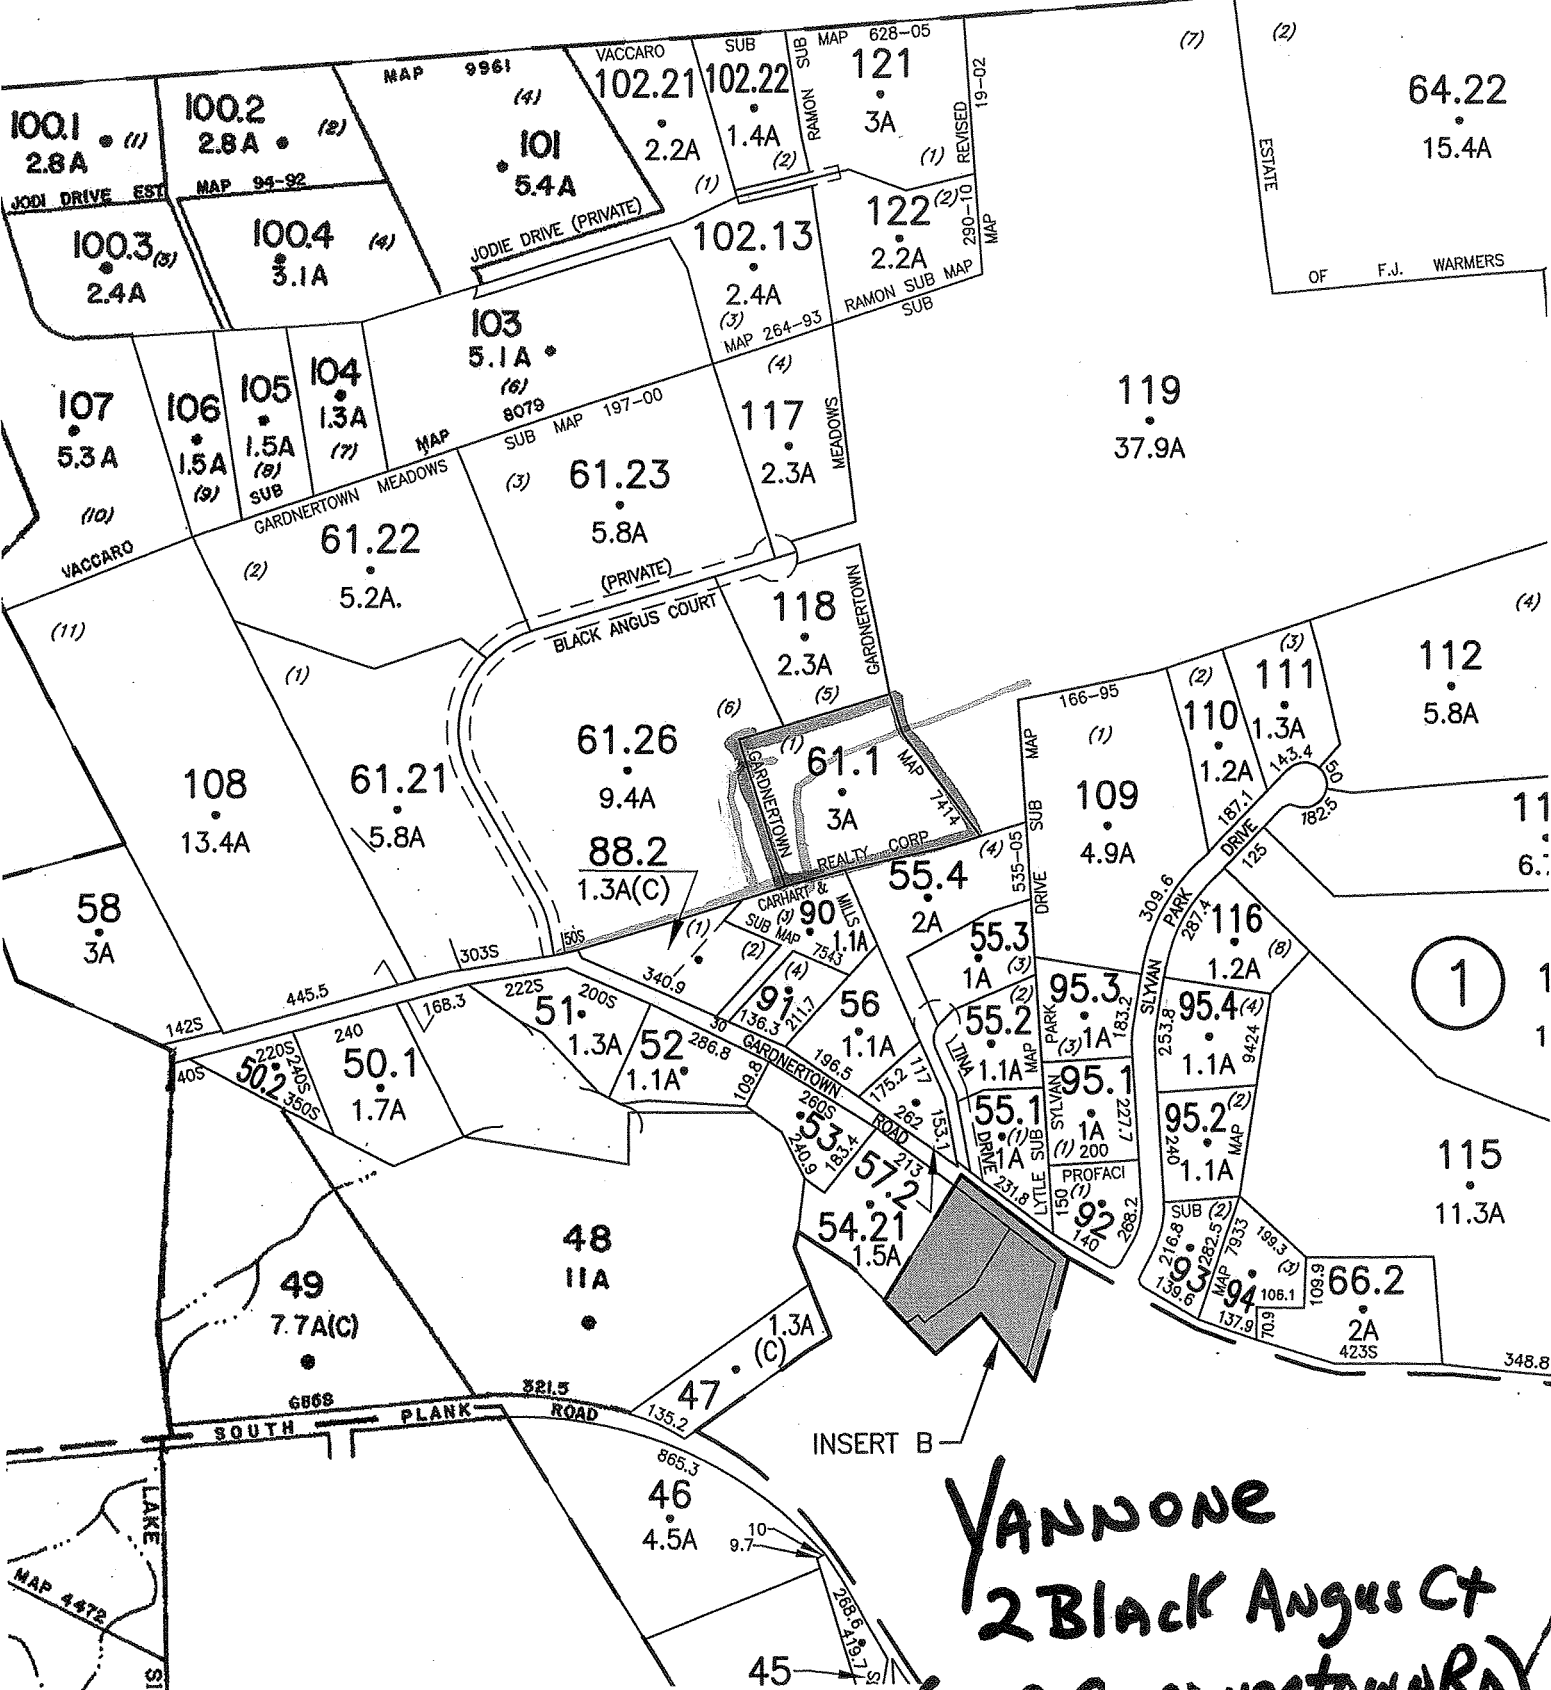 MAP 9961
VACCARO
SUB
SUB MAP 628-05
RAMON
(7)
(2)
100.1
(1)
2.8A
100.2
(2)
2.8A
(4)
101
5.4A
102.21
2.2A
(1)
102.22
1.4A
(2)
121
3A
(1)
REVISED
19-02
64.22
15.4A
ESTATE
OF F.J. WARMERS
JODI DRIVE EST
MAP 94-92
100.3
(3)
2.4A
100.4
(4)
3.1A
JODIE DRIVE (PRIVATE)
102.13
2.4A
(3)
MAP 264-93
122
(2)
2.2A
290-10
MAP
RAMON SUB MAP
SUB
103
5.1A
(6)
8079
MAP
107
5.3A
(10)
106
1.5A
(9)
105
1.5A
(8)
SUB
104
1.3A
(7)
VACCARO
GARDNERTOWN MEADOWS
SUB MAP 197-00
(4)
117
2.3A
MEADOWS
119
37.9A
61.22
(2)
5.2A.
(3)
61.23
5.8A
(PRIVATE)
BLACK ANGUS COURT
118
2.3A
(5)
GARDNERTOWN
(11)
(1)
108
13.4A
61.21
5.8A
(6)
61.26
9.4A
88.2
1.3A(C)
(1)
61.1
3A
GARDNERTOWN
MAP
7414
REALTY CORP
166-95
MAP
SUB
DRIVE
535-05
(1)
109
4.9A
(2)
110
1.2A
(3)
111
1.3A
143.4
50
187.1
182.5
(4)
112
5.8A
DRIVE
125
PARK
SLYVAN
309.6
287.4
11
6.7
58
3A
CARHART &
MILLS
(3)
90
SUB MAP
1.1A
7543
(1)
(2)
55.4
2A
(4)
55.3
1A
(3)
116
1.2A
(8)
1
1
1
303S
50S
445.5
142S
168.3
222S
200S
340.9
51
1.3A
52
1.1A
286.8
109.8
30
(4)
91
136.3
211.7
56
1.1A
196.5
GARDNERTOWN
ROAD
(2)
55.2
1.1A
TINA
DRIVE
MAP
PARK
SYLVAN
SUB
LYTLE
95.3
(3)
1A
183.2
253.8
95.4
(4)
1.1A
9424
220S
40S
240S
50.2
350S
240
50.1
1.7A
175.2
117
262
153.1
260S
53
240.9
183.4
213
57.2
55.1
(1)
1A
231.8
95.1
1A
(1) 200
227.7
95.2
(2)
240
1.1A
MAP
PROFACI
(1)
92
150
140
268.2
115
11.3A
54.21
1.5A
SUB
(2)
216.8
282.5
93
139.6
MAP 7933
94
137.9
199.3
(3)
106.1
70.9
109.9
66.2
2A
423S
348.8
48
11A
49
7.7A(C)
1.3A
(C)
47
135.2
321.5
SOUTH PLANK ROAD
865.3
46
4.5A
10
9.7
268.6
419.7
45
INSERT B
LAKE
MAP 4472
YANNONE
2 Black Angus Ct